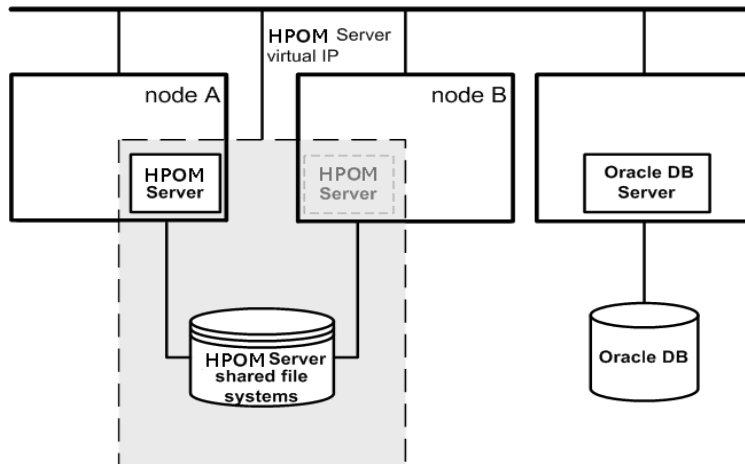 HPOM Server
virtual IP
node A
node B
HPOM
Server
HPOM
Server
Oracle DB
Server
HPOM Server
shared file
systems
Oracle DB